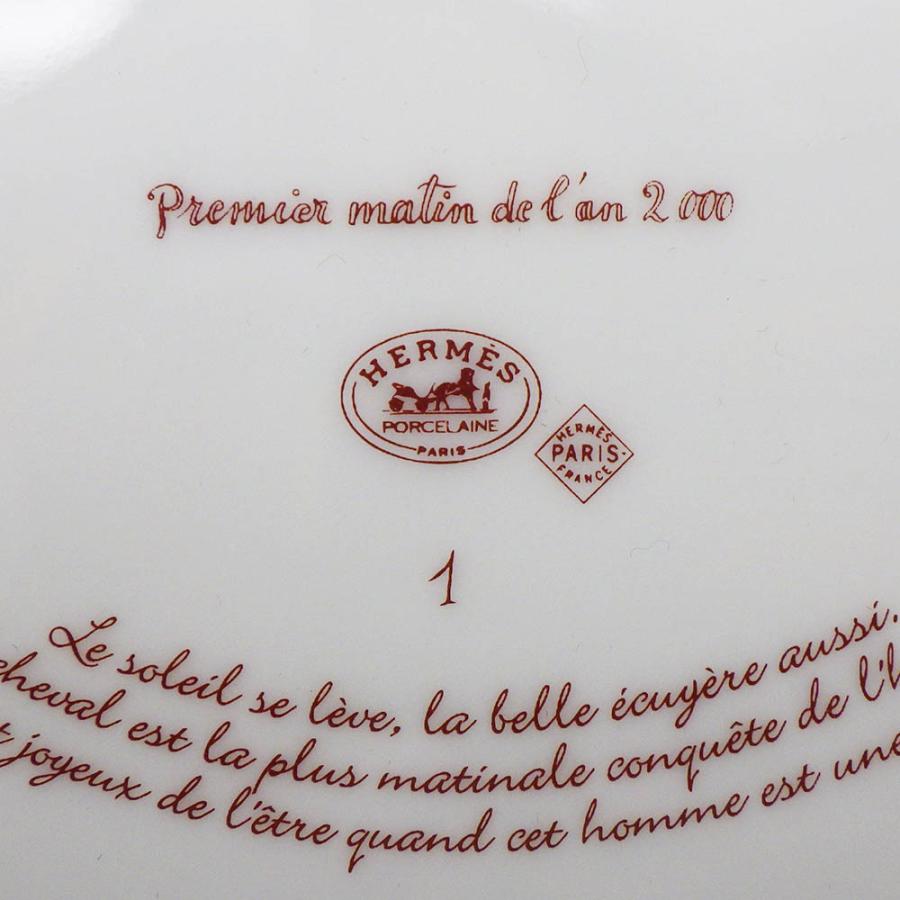 Premier matin de l'an 2000
HERMÈS
PORCELAINE
PARIS
HERMÈS
PARIS
FRANCE
1
Le soleil se lève, la belle écuyère aussi.
cheval est la plus matinale conquête de l'h
t joyeux de l'être quand cet homme est une